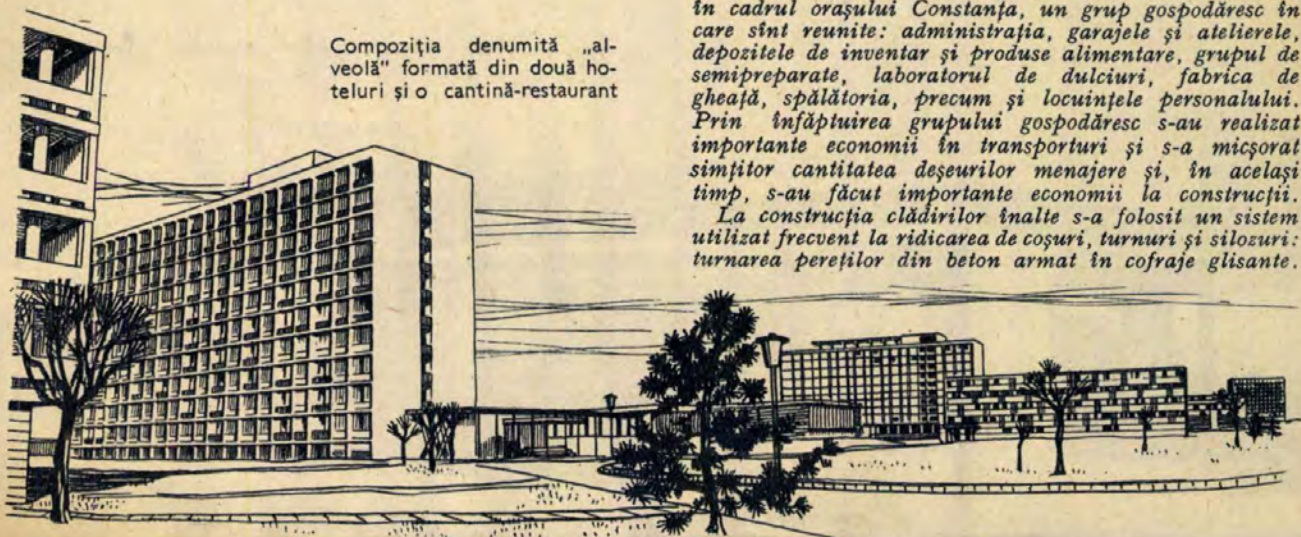 Compoziția denumită „al-
veolă" formată din două ho-
teluri și o cantină-restaurant
în cadrul orașului Constanța, un grup gospodăresc în
care sînt reunite: administrația, garajele și atelierele,
depozitele de inventar și produse alimentare, grupul de
semipreparate, laboratorul de dulciuri, fabrica de
gheață, spălătoria, precum și locuințele personalului.
Prin înfăptuirea grupului gospodăresc s-au realizat
importante economii în transporturi și s-a micșorat
simțitor cantitatea deșeurilor menajere și, în același
timp, s-au făcut importante economii la construcții.
La construcția clădirilor înalte s-a folosit un sistem
utilizat frecvent la ridicarea de coșuri, turnuri și silozuri:
turnarea pereților din beton armat în cofraje glisante.